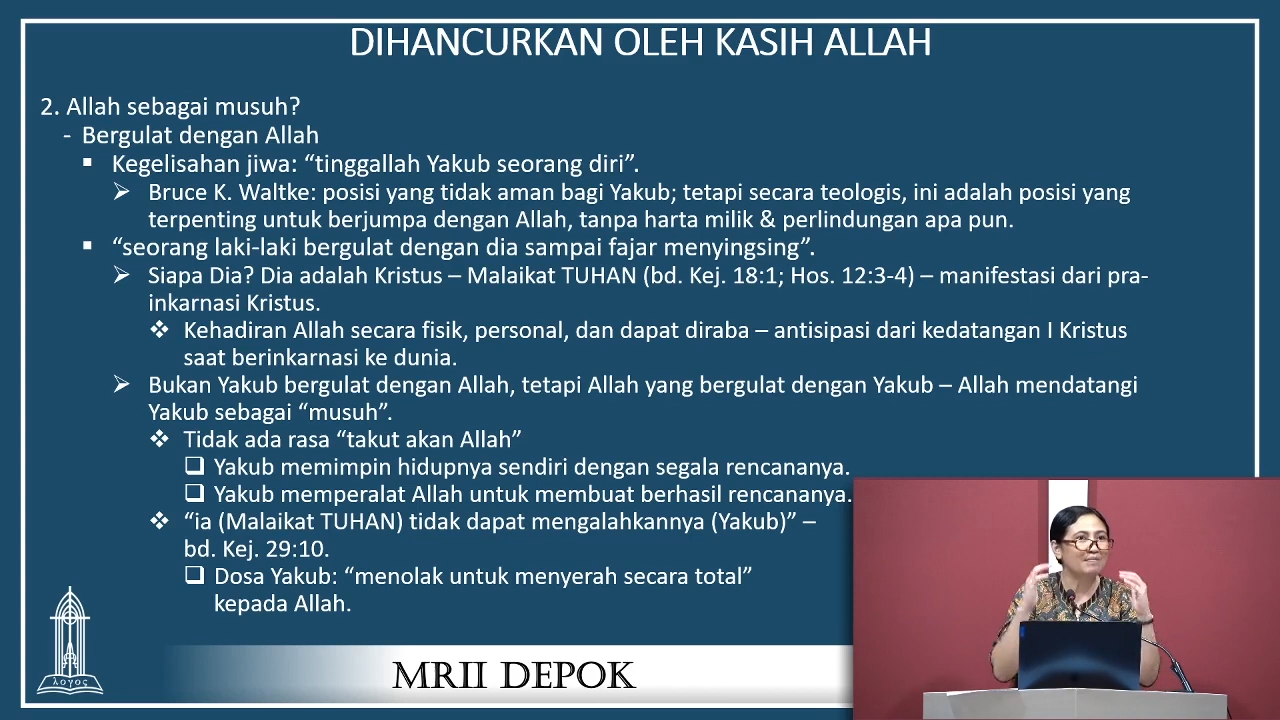 DIHANCURKAN OLEH KASIH ALLAH
2. Allah sebagai musuh?
- Bergulat dengan Allah
▪ Kegelisahan jiwa: “tinggallah Yakub seorang diri”.
➢ Bruce K. Waltke: posisi yang tidak aman bagi Yakub; tetapi secara teologis, ini adalah posisi yang
terpenting untuk berjumpa dengan Allah, tanpa harta milik & perlindungan apa pun.
▪ “seorang laki-laki bergulat dengan dia sampai fajar menyingsing”.
➢ Siapa Dia? Dia adalah Kristus – Malaikat TUHAN (bd. Kej. 18:1; Hos. 12:3-4) – manifestasi dari pra-
inkarnasi Kristus.
❖ Kehadiran Allah secara fisik, personal, dan dapat diraba – antisipasi dari kedatangan I Kristus
saat berinkarnasi ke dunia.
➢ Bukan Yakub bergulat dengan Allah, tetapi Allah yang bergulat dengan Yakub – Allah mendatangi
Yakub sebagai “musuh”.
❖ Tidak ada rasa “takut akan Allah”
❑ Yakub memimpin hidupnya sendiri dengan segala rencananya.
❑ Yakub memperalat Allah untuk membuat berhasil rencananya.
❖ “ia (Malaikat TUHAN) tidak dapat mengalahkannya (Yakub)” –
bd. Kej. 29:10.
❑ Dosa Yakub: “menolak untuk menyerah secara total”
kepada Allah.
λογος
MRII DEPOK